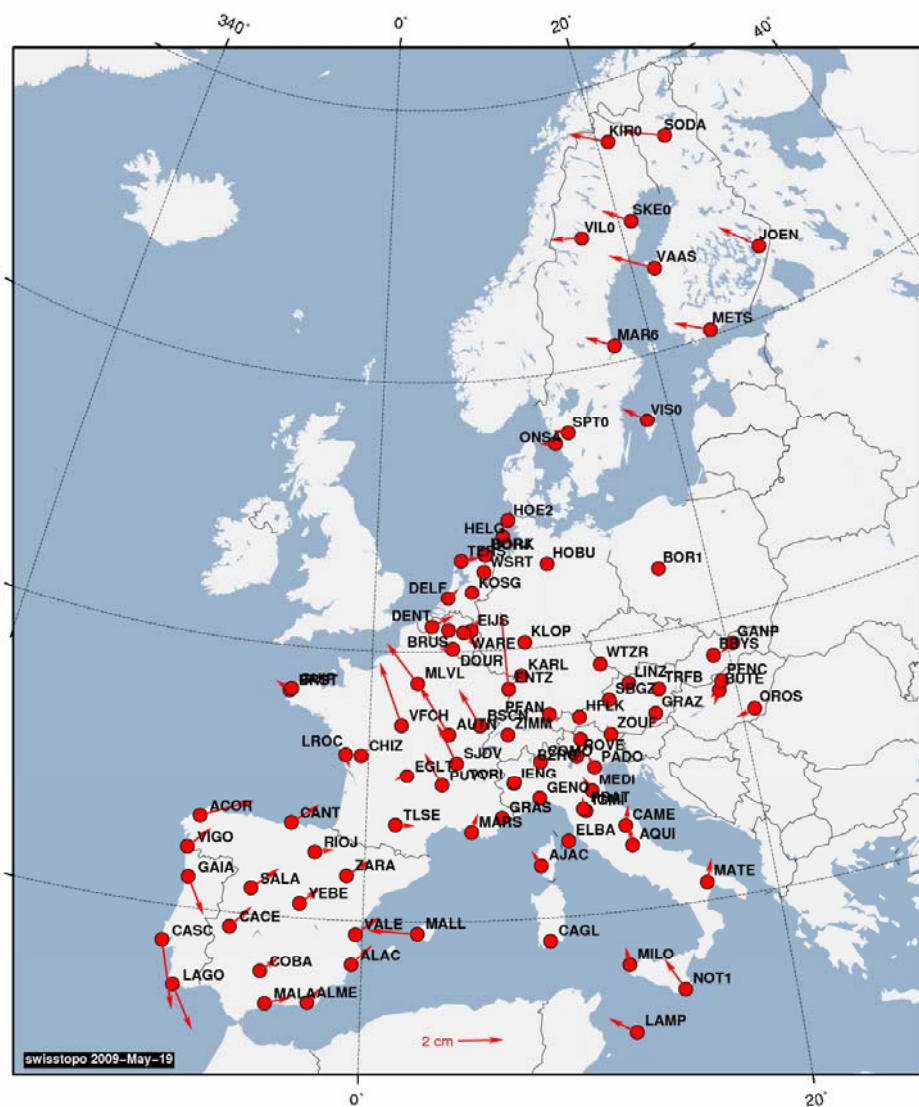 340°
0°
20°
40°
KIR0
SODA
SKE0
VIL0
JOEN
VAAS
METS
MAR6
VIS0
SPT0
ONSA
HOE2
HELG
TERS
HOBU
BOR1
WSRT
DELF
KOSG
DENT
EIJS
BRUS
WARE
KLOP
GANP
BBYS
DOUR
WTZR
PENC
MLVL
KARL
LINZ
TRFB
BUTE
ENTZ
SBGZ
OROS
VFCH
PFAN
HFLK
GRAZ
AUTN
BSCN
ZIMM
ZOUF
LROC
CHIZ
COMO
ROVE
SJDV
PADO
EGLT
PUYV
IENG
MEDI
ACOR
CANT
TLSE
GRAS
GENO
CAME
VIGO
MARS
ELBA
AQUI
RIOJ
GAIA
ZARA
AJAC
SALA
MATE
YEBE
CACE
CASC
VALE
MALL
CAGL
LAGO
COBA
ALAC
MILO
NOT1
MALA
ALME
LAMP
2 cm
swisstopo 2009-May-19
0°
20°